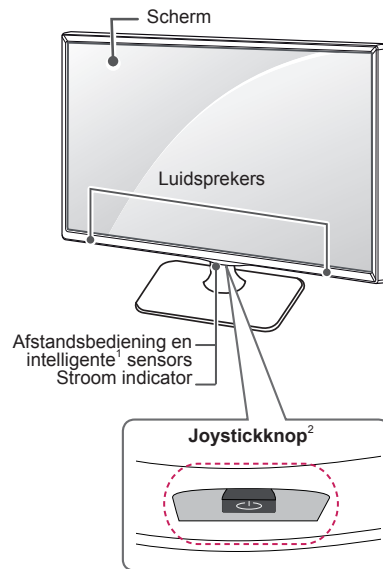 Scherm
Luidsprekers
Afstandsbediening en
intelligente¹ sensors
Stroom indicator
Joystickknop²